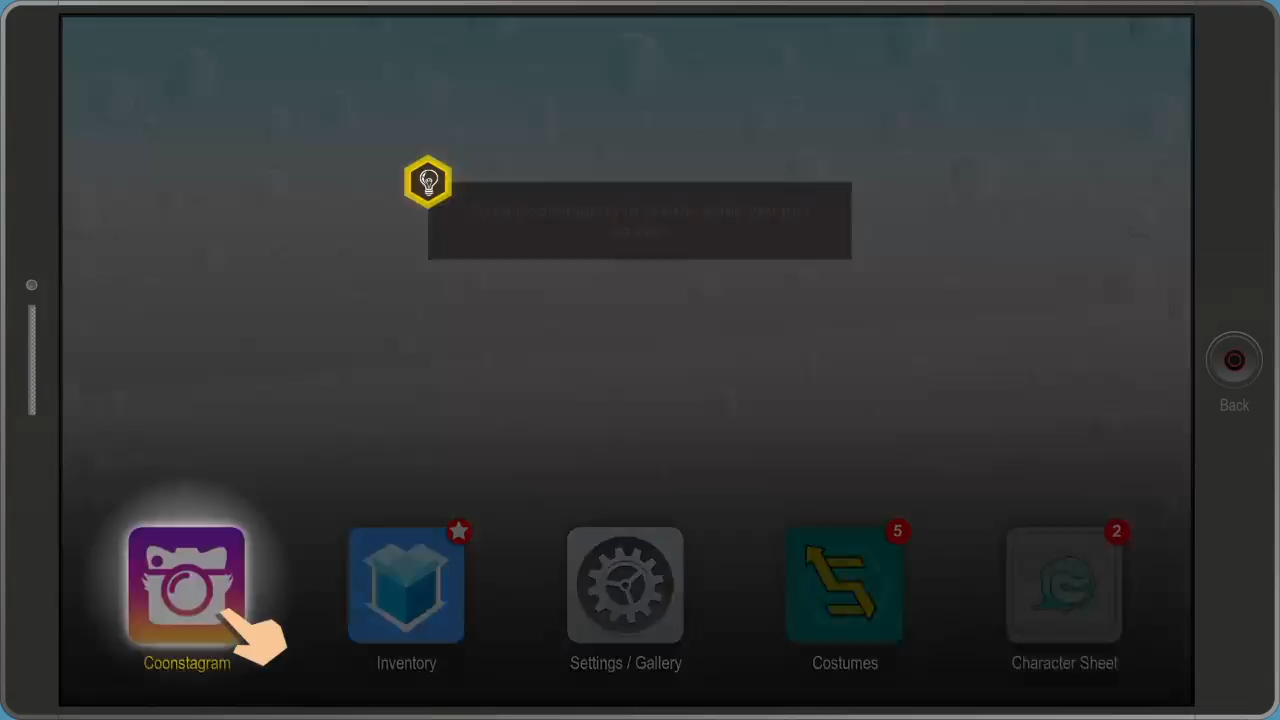 Back
5
2
Coonstagram
Inventory
Settings / Gallery
Costumes
Character Sheet